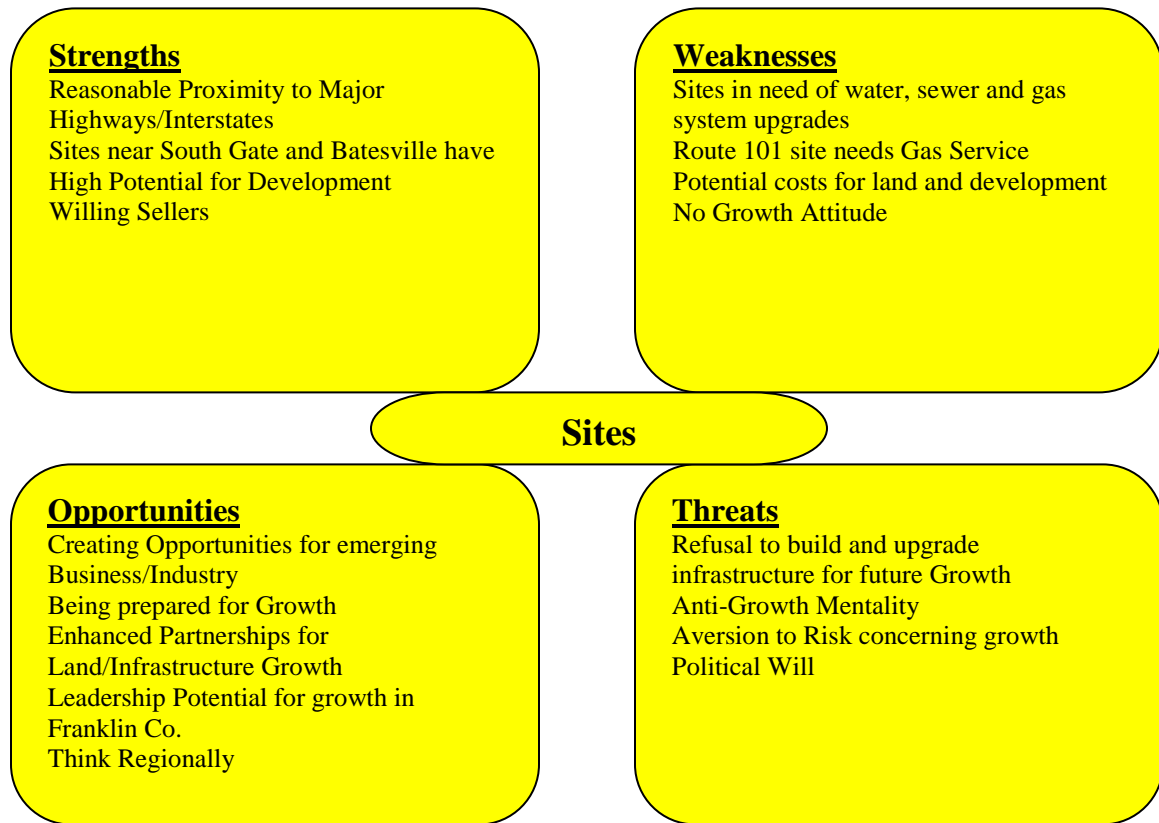 Strengths
Reasonable Proximity to Major
Highways/Interstates
Sites near South Gate and Batesville have
High Potential for Development
Willing Sellers
Weaknesses
Sites in need of water, sewer and gas
system upgrades
Route 101 site needs Gas Service
Potential costs for land and development
No Growth Attitude
Sites
Opportunities
Creating Opportunities for emerging
Business/Industry
Being prepared for Growth
Enhanced Partnerships for
Land/Infrastructure Growth
Leadership Potential for growth in
Franklin Co.
Think Regionally
Threats
Refusal to build and upgrade
infrastructure for future Growth
Anti-Growth Mentality
Aversion to Risk concerning growth
Political Will